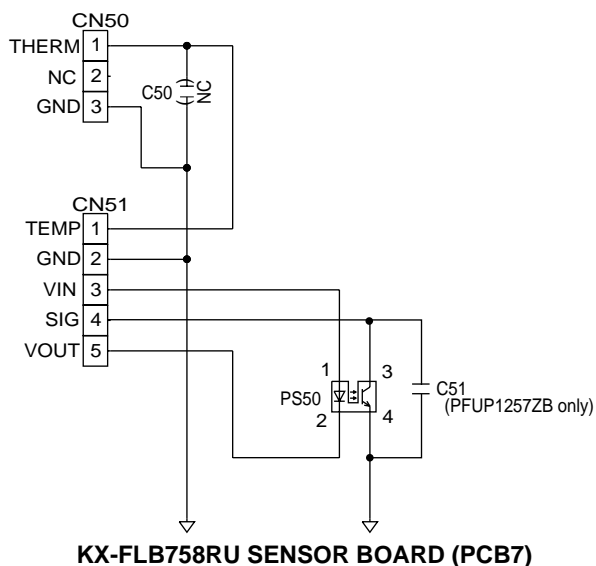 CN50
THERM 1
NC 2
GND 3
C50 NC
CN51
TEMP 1
GND 2
VIN 3
SIG 4
VOUT 5
1 3
PS50
2 4
C51
(PFUP1257ZB only)
KX-FLB758RU SENSOR BOARD (PCB7)